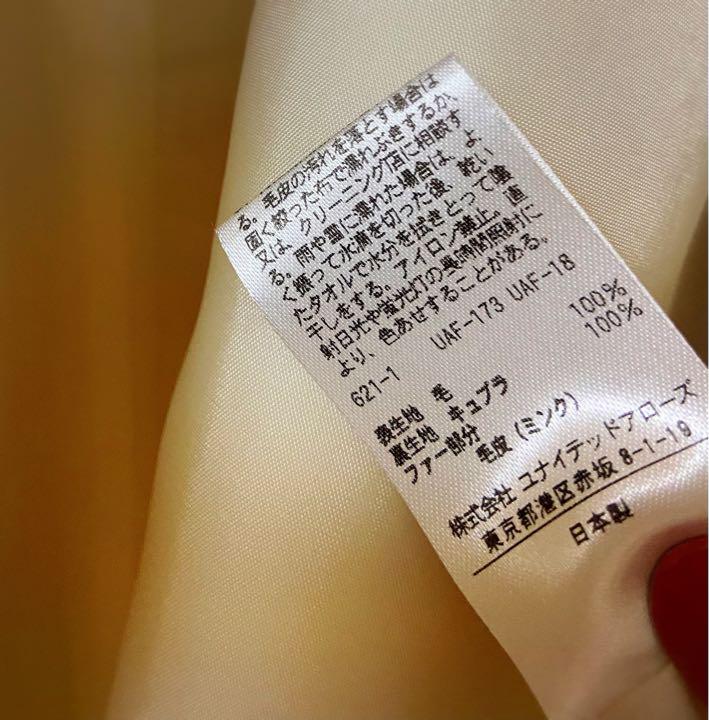 る。毛皮の汚れを落とす場合は
固く絞った布で濡れぶきするか、
又は、クリーニング店に相談す
る。雨や雪に濡れた場合は、よ
く振って水滴を切った後、乾い
たタオルで水分を拭きとって陰
干しをする。アイロン禁止。直
射日光や蛍光灯の長時間照射に
より、色あせすることがある。
621-1 UAF-173 UAF-18
表生地 毛 100%
裏生地 キュプラ 100%
ファー部分
毛皮(ミンク)
株式会社 ユナイテッドアローズ
東京都港区赤坂 8-1-19
日本製